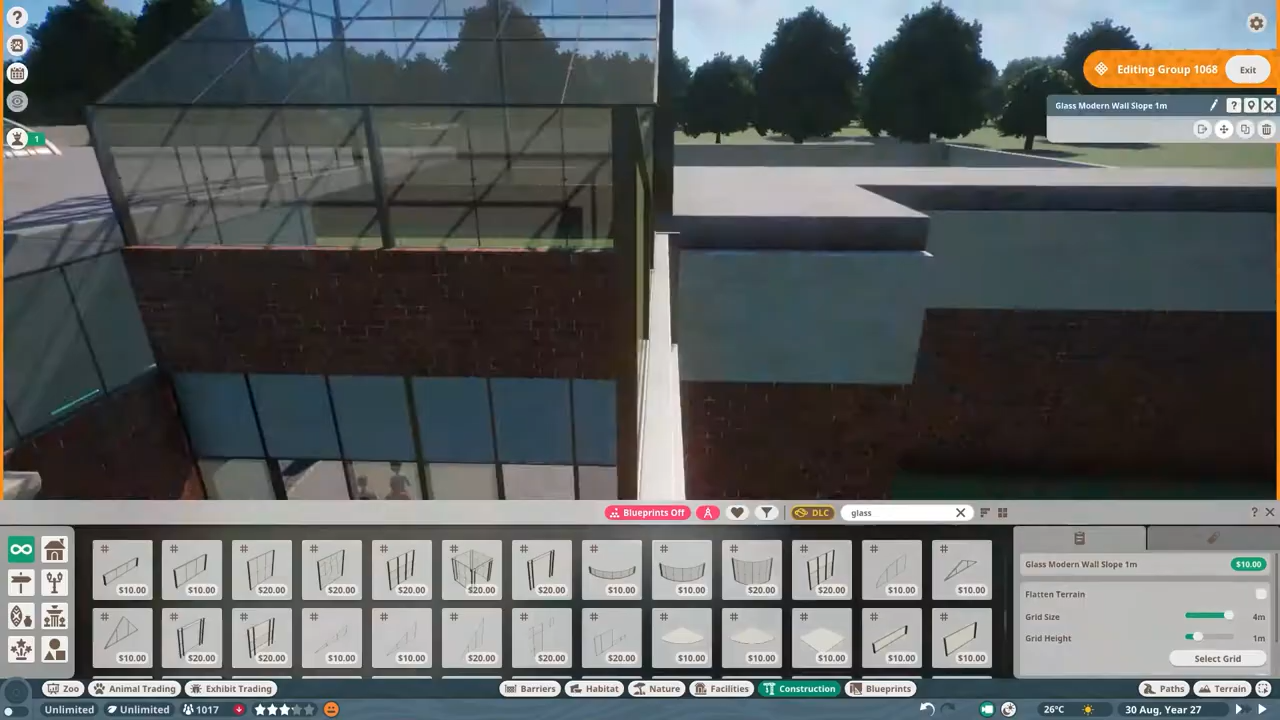 ?
Editing Group 1068
Exit
Glass Modern Wall Slope 1m
?
1
Blueprints Off
DLC
glass
?
$10.00 $10.00 $20.00 $20.00 $20.00 $20.00 $20.00 $10.00 $10.00 $20.00 $20.00 $10.00 $10.00
$10.00 $20.00 $20.00 $10.00 $10.00 $20.00 $20.00 $20.00 $10.00 $10.00 $10.00 $10.00 $10.00
Glass Modern Wall Slope 1m
$10.00
Flatten Terrain
Grid Size 4m
Grid Height 1m
Select Grid
Zoo Animal Trading Exhibit Trading Barriers Habitat Nature Facilities Construction Blueprints Paths Terrain
Unlimited Unlimited 1017 26°C 30 Aug, Year 27